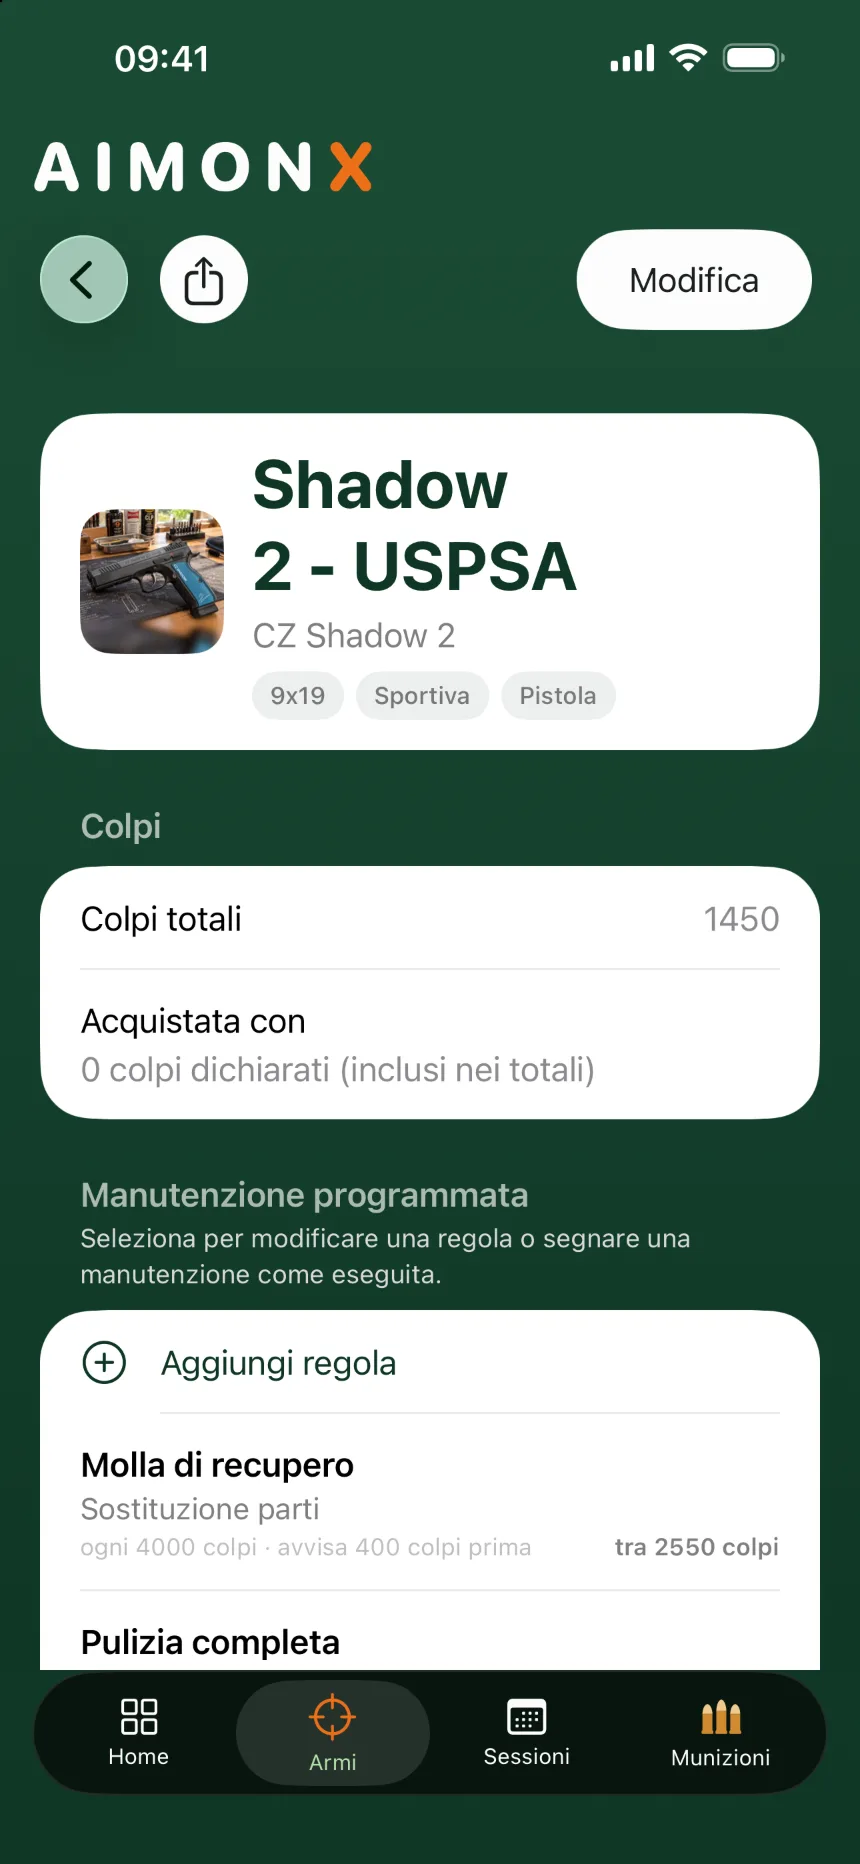 09:41
AIMONX
Modifica
Shadow
2 - USPSA
CZ Shadow 2
9x19 Sportiva Pistola
Colpi
Colpi totali 1450
Acquistata con
0 colpi dichiarati (inclusi nei totali)
Manutenzione programmata
Seleziona per modificare una regola o segnare una
manutenzione come eseguita.
Aggiungi regola
Molla di recupero
Sostituzione parti
ogni 4000 colpi · avvisa 400 colpi prima tra 2550 colpi
Pulizia completa
Home Armi Sessioni Munizioni